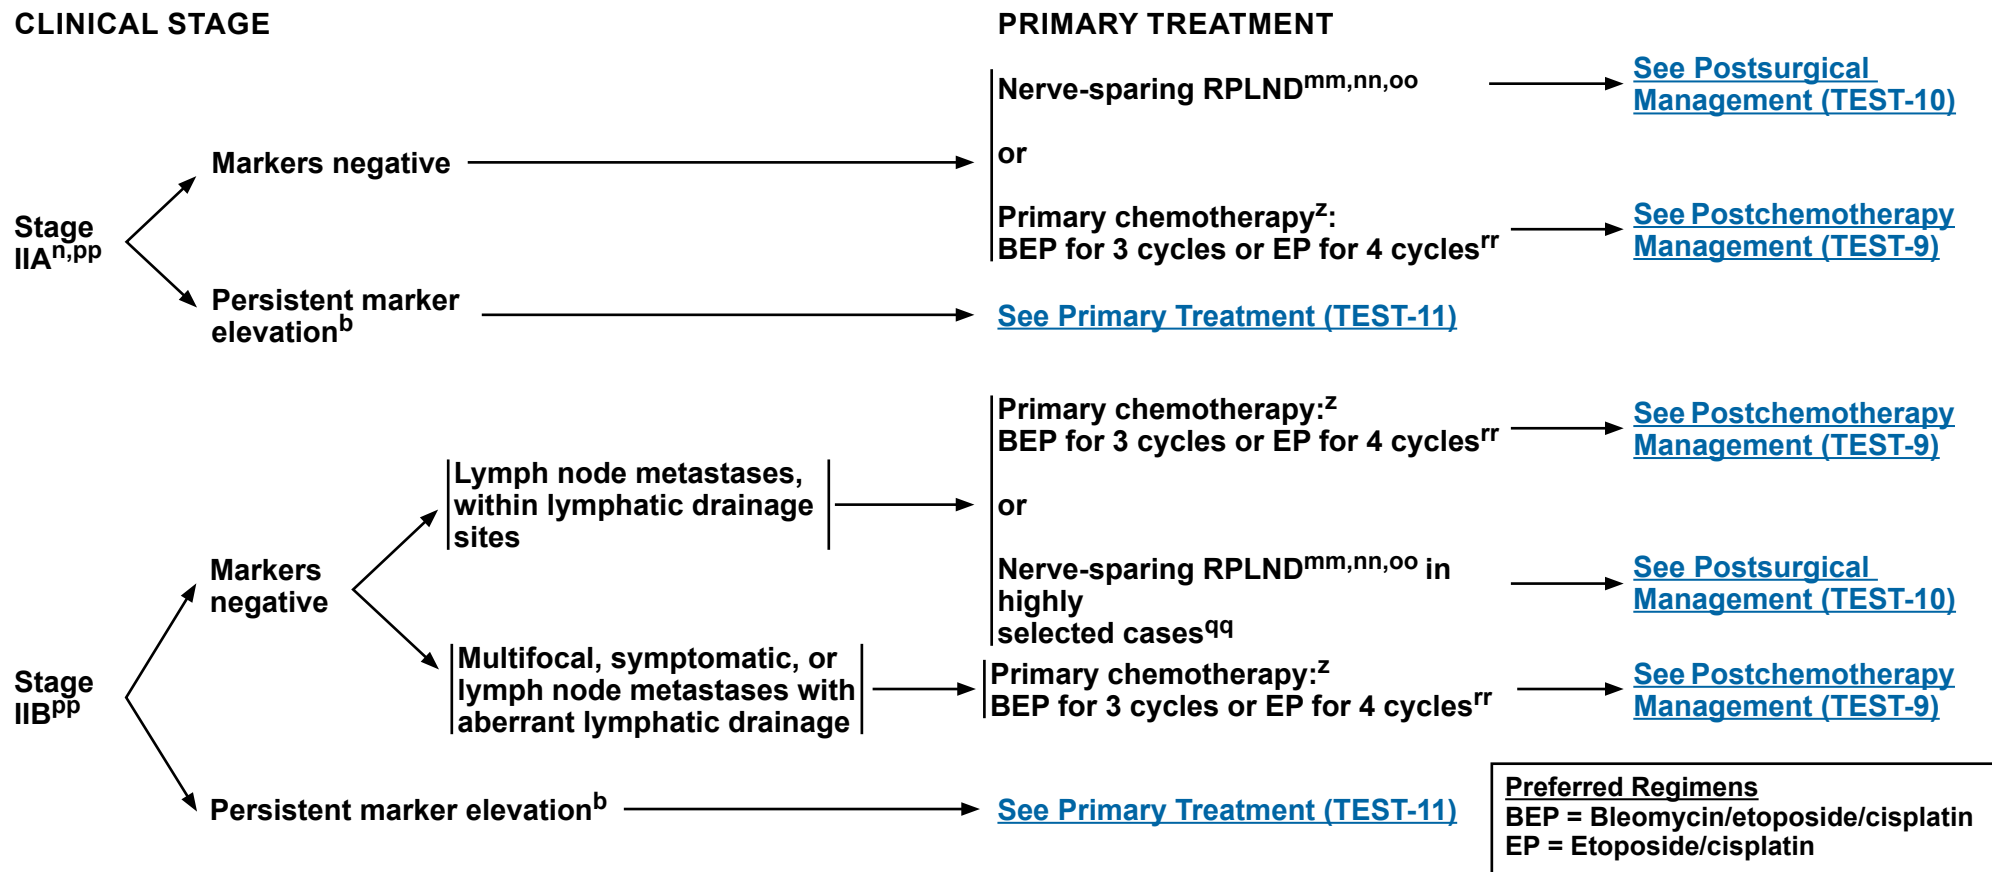 CLINICAL STAGE
PRIMARY TREATMENT
Stage
IIAn,pp
Markers negative
Nerve-sparing RPLNDmm,nn,oo
See Postsurgical
Management (TEST-10)
or
Primary chemotherapyz:
BEP for 3 cycles or EP for 4 cyclesrr
See Postchemotherapy
Management (TEST-9)
Persistent marker
elevationb
See Primary Treatment (TEST-11)
Stage
IIBpp
Markers
negative
Lymph node metastases,
within lymphatic drainage
sites
Primary chemotherapy:z
BEP for 3 cycles or EP for 4 cyclesrr
See Postchemotherapy
Management (TEST-9)
or
Nerve-sparing RPLNDmm,nn,oo in
highly
selected casesqq
See Postsurgical
Management (TEST-10)
Multifocal, symptomatic, or
lymph node metastases with
aberrant lymphatic drainage
Primary chemotherapy:z
BEP for 3 cycles or EP for 4 cyclesrr
See Postchemotherapy
Management (TEST-9)
Persistent marker elevationb
See Primary Treatment (TEST-11)
Preferred Regimens
BEP = Bleomycin/etoposide/cisplatin
EP = Etoposide/cisplatin